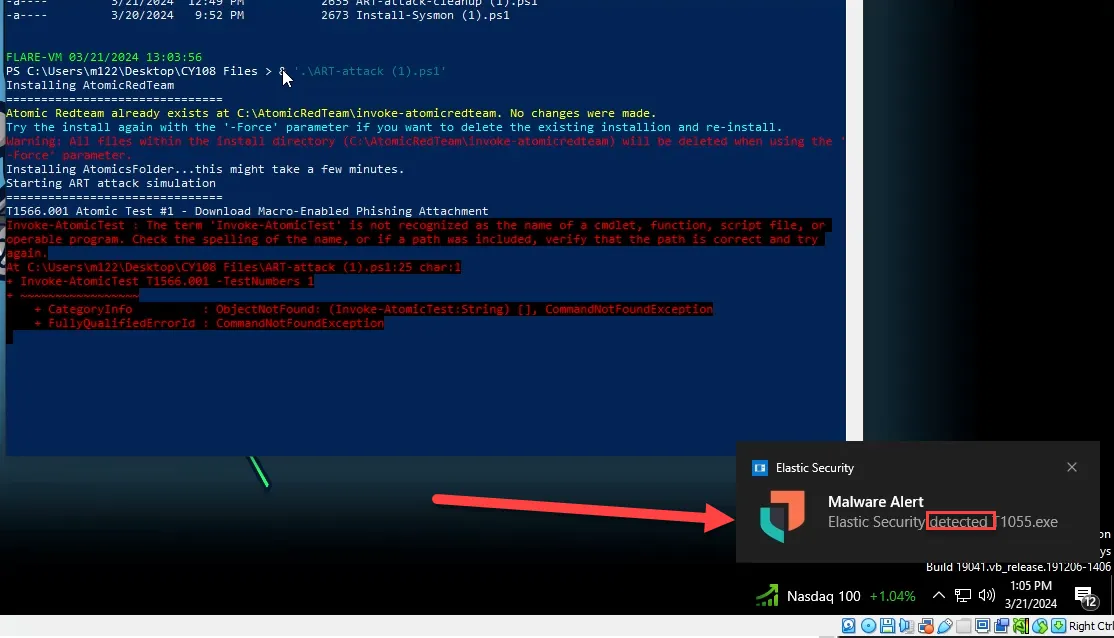 -a---- 3/21/2024 12:49 PM 2635 ART-attack-cleanup (1).ps1
-a---- 3/20/2024 9:52 PM 2673 Install-Sysmon (1).ps1
FLARE-VM 03/21/2024 13:03:56
PS C:\Users\m122\Desktop\CY108 Files > & '.\ART-attack (1).ps1'
Installing AtomicRedTeam
===============================
Atomic Redteam already exists at C:\AtomicRedTeam\invoke-atomicredteam. No changes were made.
Try the install again with the '-Force' parameter if you want to delete the existing installion and re-install.
Warning: All files within the install directory (C:\AtomicRedTeam\invoke-atomicredteam) will be deleted when using the '
-Force' parameter.
Installing AtomicsFolder...this might take a few minutes.
Starting ART attack simulation
===============================
T1566.001 Atomic Test #1 - Download Macro-Enabled Phishing Attachment
Invoke-AtomicTest : The term 'Invoke-AtomicTest' is not recognized as the name of a cmdlet, function, script file, or
operable program. Check the spelling of the name, or if a path was included, verify that the path is correct and try
again.
At C:\Users\m122\Desktop\CY108 Files\ART-attack (1).ps1:25 char:1
+ Invoke-AtomicTest T1566.001 -TestNumbers 1
+ ~~~~~~~~~~~~~~~~~
+ CategoryInfo : ObjectNotFound: (Invoke-AtomicTest:String) [], CommandNotFoundException
+ FullyQualifiedErrorId : CommandNotFoundException
Elastic Security
Malware Alert
Elastic Security detected T1055.exe
on
ys
Build 19041.vb_release.191206-1406
Nasdaq 100 +1.04%
1:05 PM
3/21/2024
12
Right Ctrl